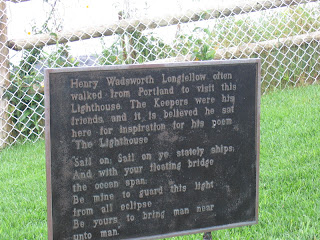 Henry Wadsworth Longfellow often
walked from Portland to visit this
Lighthouse. The Keepers were his
friends and it is believed he sat
here for inspiration for his poem
"The Lighthouse"
"Sail on: Sail on ye stately ships,
And with your floating bridge
the ocean span.
Be mine to guard this light
from all eclipse
Be yours to bring man near
unto man."